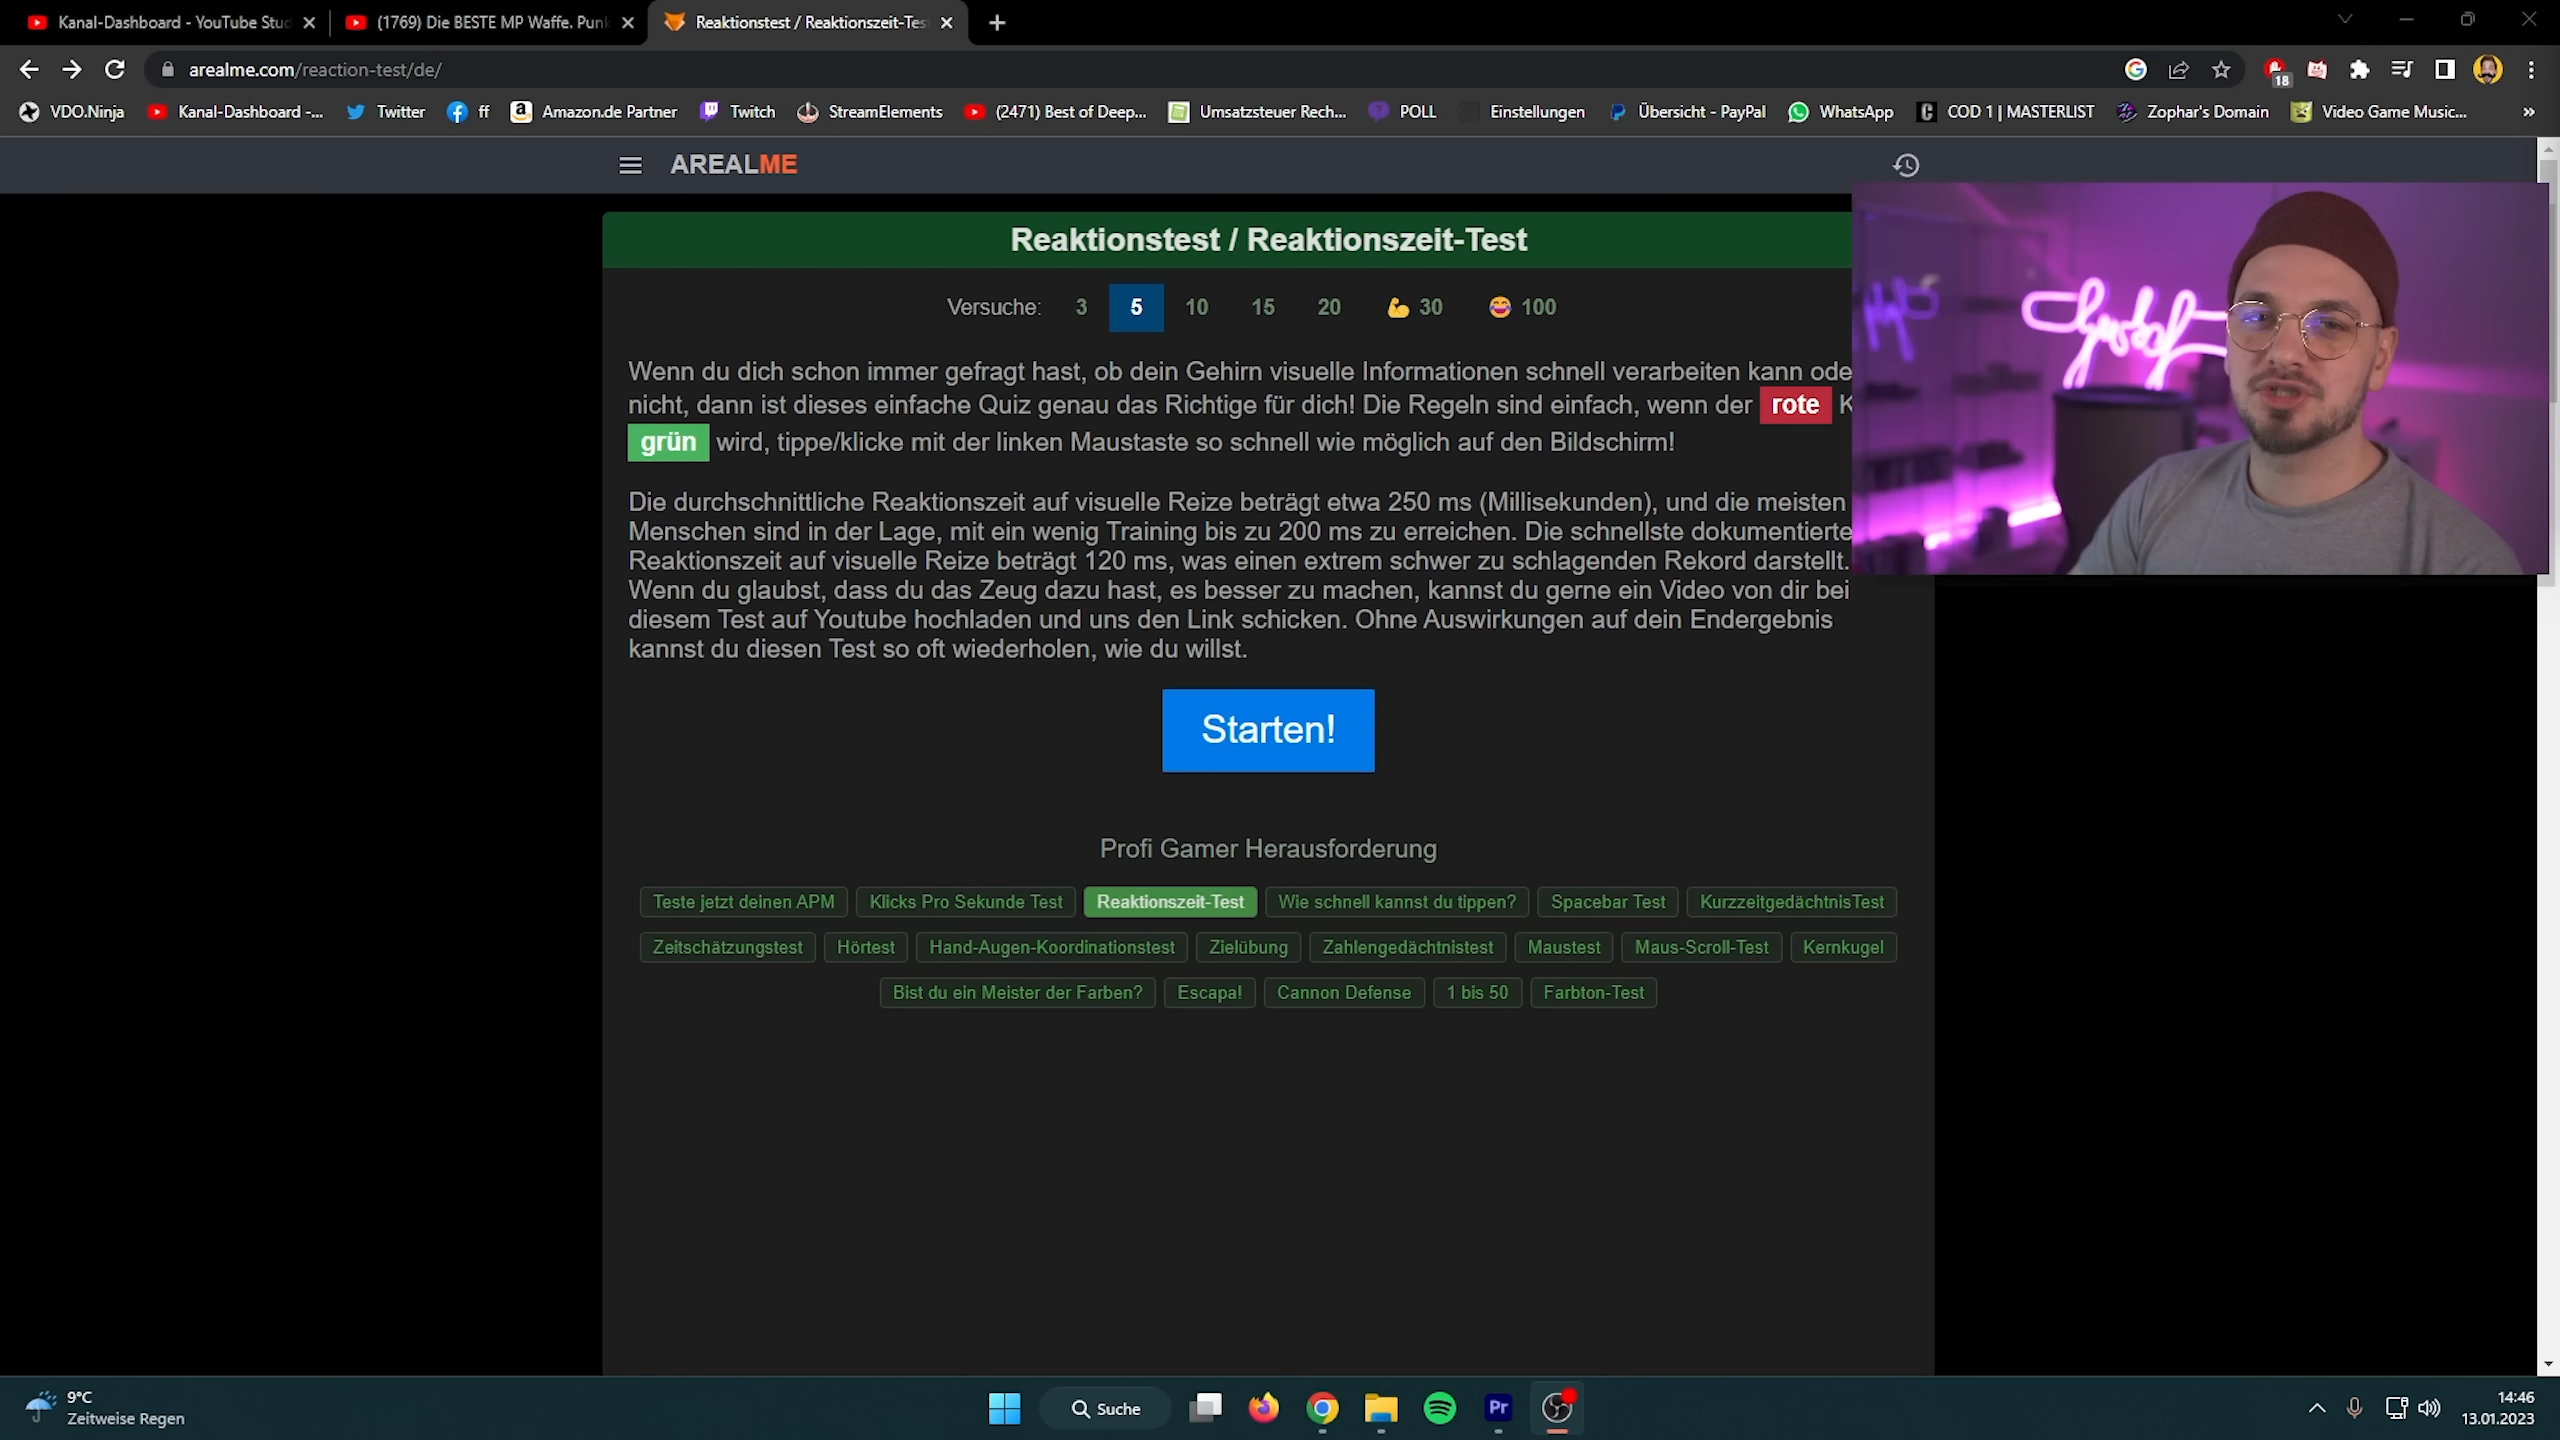 Kanal-Dashboard - YouTube Stud
(1769) Die BESTE MP Waffe. Punk
Reaktionstest / Reaktionszeit-Tes
arealme.com/reaction-test/de/
18
VDO.Ninja
Kanal-Dashboard -...
Twitter
ff
Amazon.de Partner
Twitch
StreamElements
(2471) Best of Deep...
Umsatzsteuer Rech...
POLL
Einstellungen
Übersicht - PayPal
WhatsApp
COD 1 | MASTERLIST
Zophar's Domain
Video Game Music...
»
AREALME
Reaktionstest / Reaktionszeit-Test
Versuche: 3 5 10 15 20 💪 30 😂 100
Wenn du dich schon immer gefragt hast, ob dein Gehirn visuelle Informationen schnell verarbeiten kann ode
nicht, dann ist dieses einfache Quiz genau das Richtige für dich! Die Regeln sind einfach, wenn der rote K
grün wird, tippe/klicke mit der linken Maustaste so schnell wie möglich auf den Bildschirm!
Die durchschnittliche Reaktionszeit auf visuelle Reize beträgt etwa 250 ms (Millisekunden), und die meisten
Menschen sind in der Lage, mit ein wenig Training bis zu 200 ms zu erreichen. Die schnellste dokumentierte
Reaktionszeit auf visuelle Reize beträgt 120 ms, was einen extrem schwer zu schlagenden Rekord darstellt.
Wenn du glaubst, dass du das Zeug dazu hast, es besser zu machen, kannst du gerne ein Video von dir bei
diesem Test auf Youtube hochladen und uns den Link schicken. Ohne Auswirkungen auf dein Endergebnis
kannst du diesen Test so oft wiederholen, wie du willst.
Starten!
Profi Gamer Herausforderung
Teste jetzt deinen APM Klicks Pro Sekunde Test Reaktionszeit-Test Wie schnell kannst du tippen? Spacebar Test KurzzeitgedächtnisTest
Zeitschätzungstest Hörtest Hand-Augen-Koordinationstest Zielübung Zahlengedächtnistest Maustest Maus-Scroll-Test Kernkugel
Bist du ein Meister der Farben? Escapa! Cannon Defense 1 bis 50 Farbton-Test
9°C
Zeitweise Regen
Suche
Pr
14:46
13.01.2023